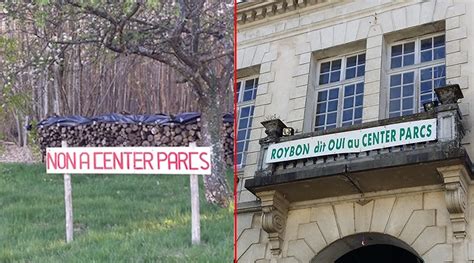 NON A CENTER PARCS
ROYBON dit OUI au CENTER PARCS